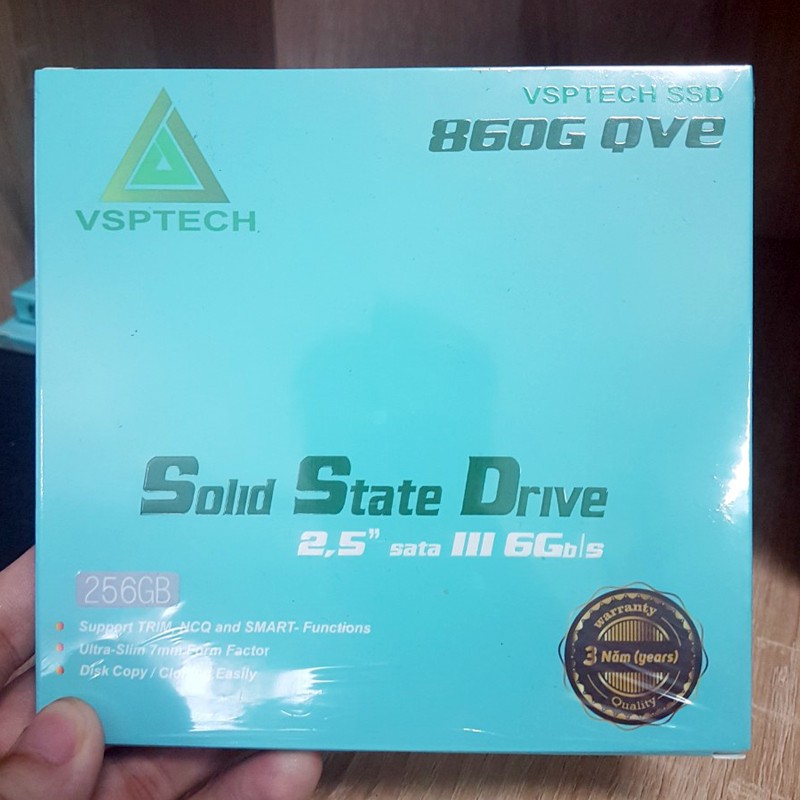 VSPTECH SSD
860G QVe
VSPTECH
Solid State Drive
2,5” sata III 6Gb/s
256GB
Support TRIM-NCQ and SMART- Functions
Ultra-Slim 7mm Form Factor
Disk Copy / Easily
warranty
3 Năm (years)
Quality